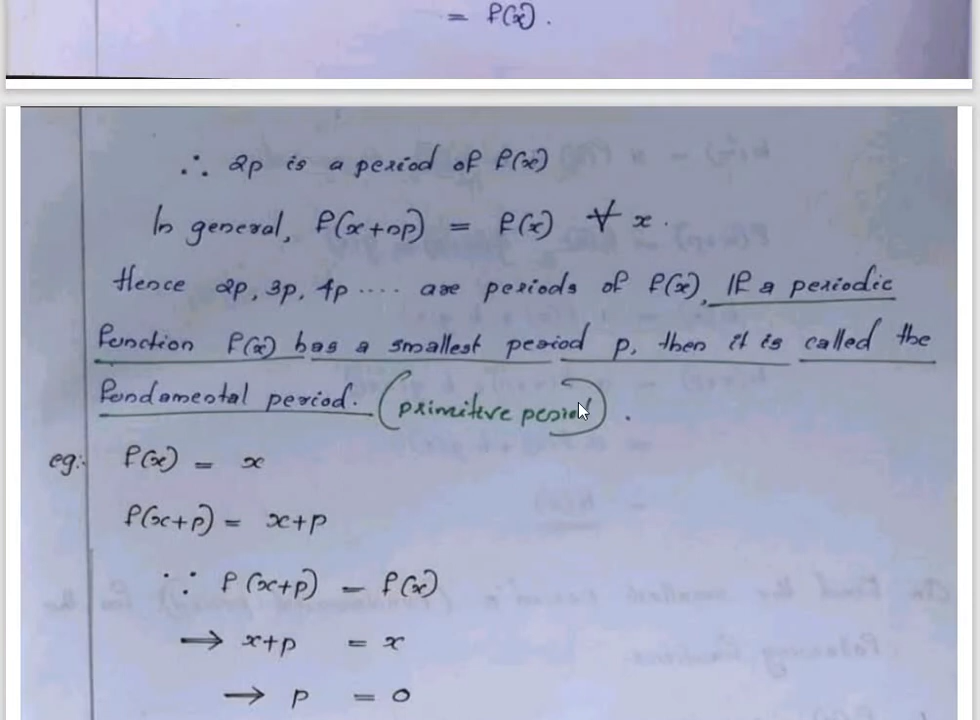 = f(x).
∴ 2p is a period of f(x)
In general, f(x+np) = f(x) ∀ x.
Hence 2p, 3p, 4p .... are periods of f(x). If a periodic
function f(x) has a smallest period p, then it is called the
fundamental period. (primitive period).
eg:- f(x) = x
f(x+p) = x+p
∵ f(x+p) = f(x)
→ x+p = x
→ p = 0